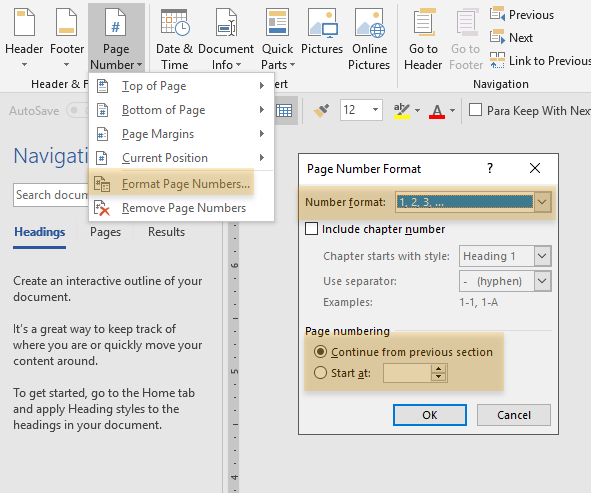 Header Footer Page Number Date & Time Document Info Quick Parts Pictures Online Pictures Go to Header Go to Footer Previous
Next
Link to Previous
Header & F ert Navigation
Top of Page
Bottom of Page
Page Margins
Current Position
Format Page Numbers...
Remove Page Numbers
AutoSave 12 ab A Para Keep With Nex
Navigati
Search docum
Headings Pages Results
Create an interactive outline of your
document.
It's a great way to keep track of
where you are or quickly move your
content around.
To get started, go to the Home tab
and apply Heading styles to the
headings in your document.
6
5
4
Page Number Format ? ×
Number format: 1, 2, 3, ...
Include chapter number
Chapter starts with style: Heading 1
Use separator: - (hyphen)
Examples: 1-1, 1-A
Page numbering
Continue from previous section
Start at:
OK Cancel